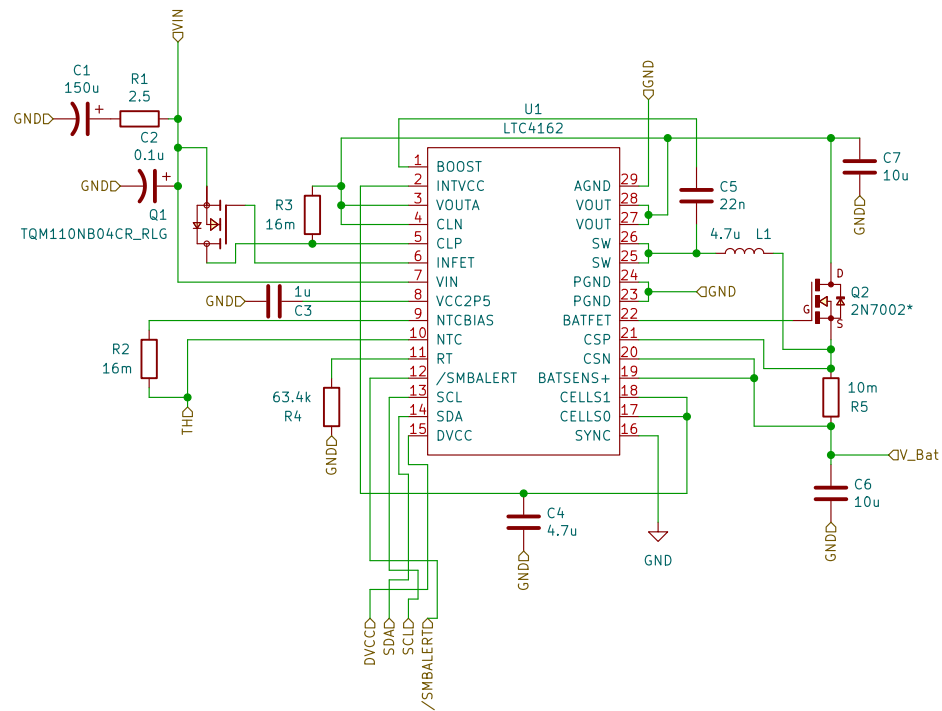 VIN
C1
150u
R1
2.5
GND
C2
0.1u
GND
Q1
TQM110NB04CR_RLG
R3
16m
GND
1u
C3
R2
16m
TH
63.4k
R4
GND
U1
LTC4162
1 BOOST
2 INTVCC
3 VOUTA
4 CLN
5 CLP
6 INFET
7 VIN
8 VCC2P5
9 NTCBIAS
10 NTC
11 RT
12 /SMBALERT
13 SCL
14 SDA
15 DVCC
AGND 29
VOUT 28
VOUT 27
SW 26
SW 25
PGND 24
PGND 23
BATFET 22
CSP 21
CSN 20
BATSENS+ 19
CELLS1 18
CELLS0 17
SYNC 16
GND
C5
22n
4.7u L1
GND
C7
10u
GND
D
G
S
Q2
2N7002*
10m
R5
V_Bat
C6
10u
GND
C4
4.7u
GND
GND
DVCC
SDA
SCL
/SMBALERT